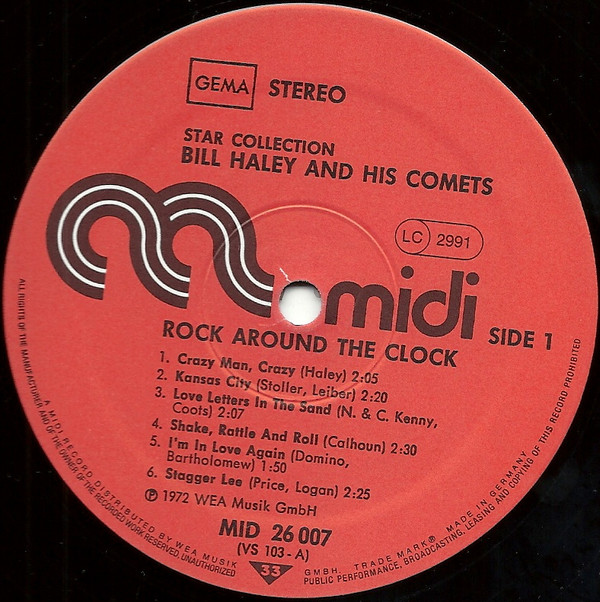 GEMA STEREO
STAR COLLECTION
BILL HALEY AND HIS COMETS
LC 2991
midi
SIDE 1
ROCK AROUND THE CLOCK
1. Crazy Man, Crazy (Haley) 2:05
2. Kansas City (Stoller, Leiber) 2:20
3. Love Letters In The Sand (N. & C. Kenny,
Coots) 2:07
4. Shake, Rattle And Roll (Calhoun) 2:30
5. I'm In Love Again (Domino,
Bartholomew) 1:50
6. Stagger Lee (Price, Logan) 2:25
℗ 1972 WEA Musik GmbH
MID 26 007
(VS 103-A)
33
ALL RIGHTS OF THE MANUFACTURER AND OF THE OWNER OF THE RECORDED WORK RESERVED. UNAUTHORIZED
PUBLIC PERFORMANCE, BROADCASTING, LEASING AND COPYING OF THIS RECORD PROHIBITED
A MIDI RECORD DISTRIBUTED BY WEA MUSIK
GMBH. TRADE MARK® MADE IN GERMANY